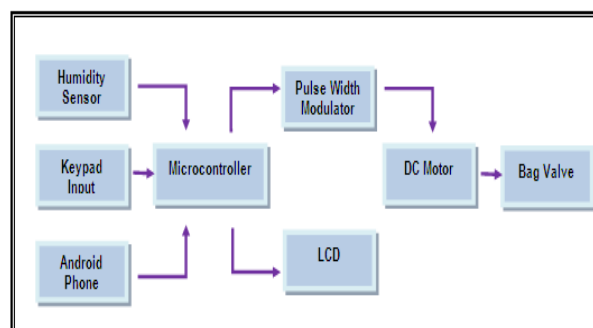 Humidity
Sensor
Pulse Width
Modulator
Keypad
Input
Microcontroller
DC Motor
Bag Valve
Android
Phone
LCD